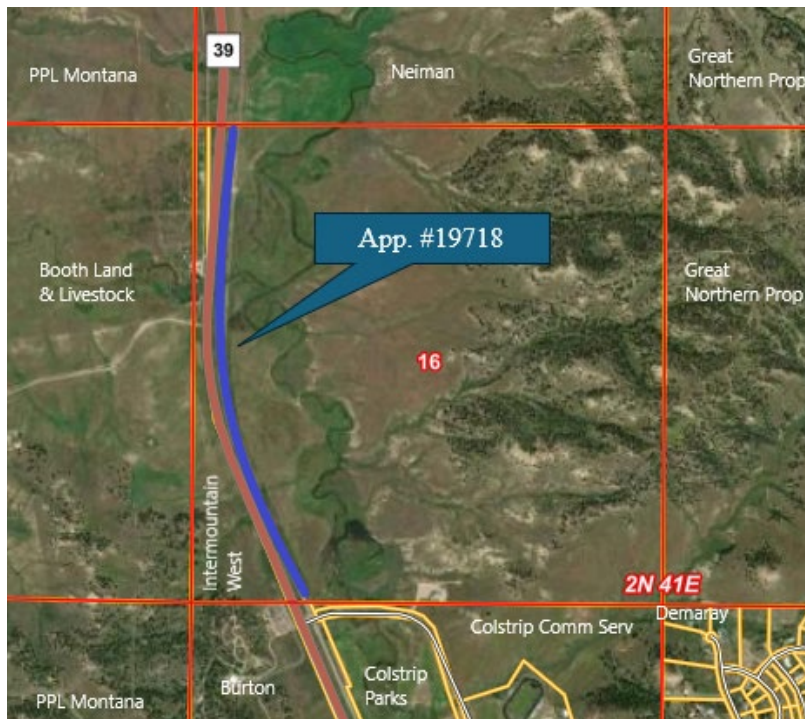 39
PPL Montana
Neiman
Great
Northern Prop
App. #19718
Booth Land
& Livestock
Great
Northern Prop
16
Intermountain
West
2N 41E
Demaray
Colstrip Comm Serv
Colstrip
Parks
Burton
PPL Montana